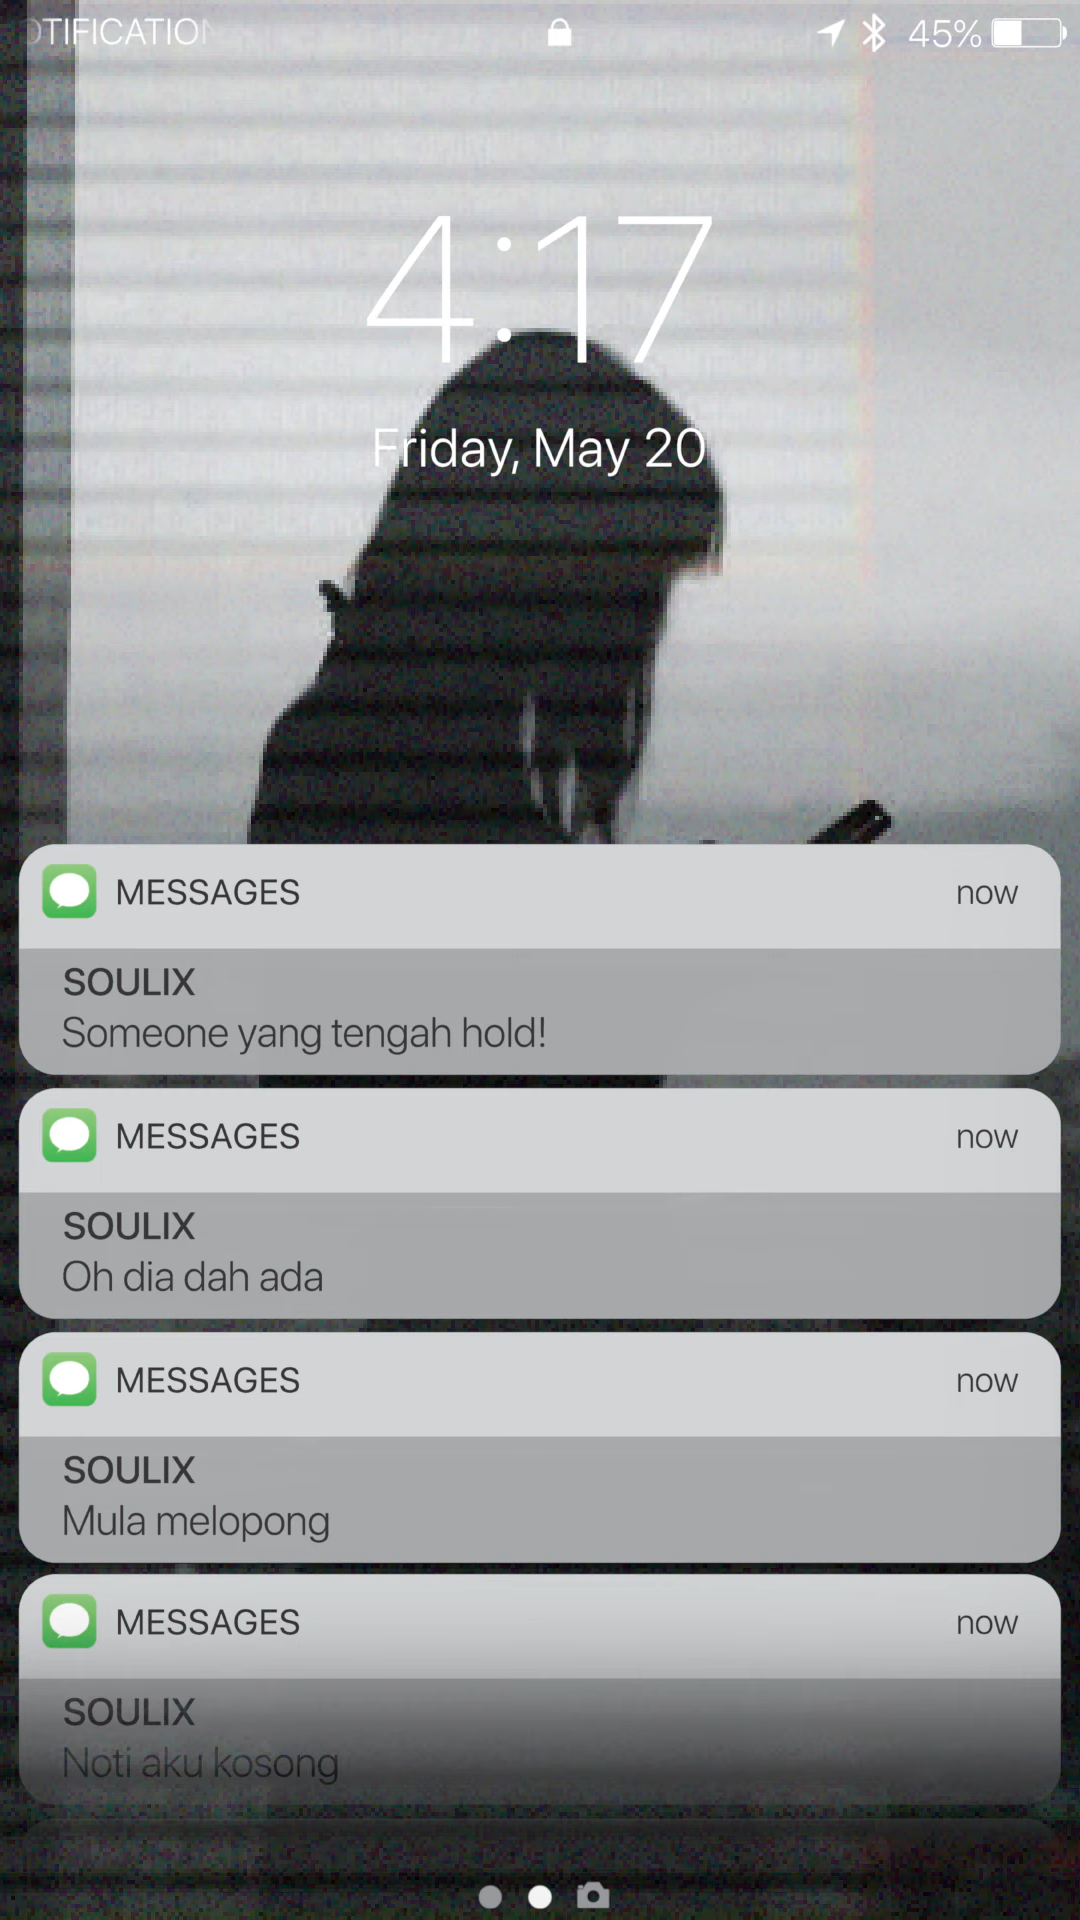 OTIFICATION
45%
4:17
Friday, May 20
MESSAGES now
SOULIX
Someone yang tengah hold!
MESSAGES now
SOULIX
Oh dia dah ada
MESSAGES now
SOULIX
Mula melopong
MESSAGES now
SOULIX
Noti aku kosong